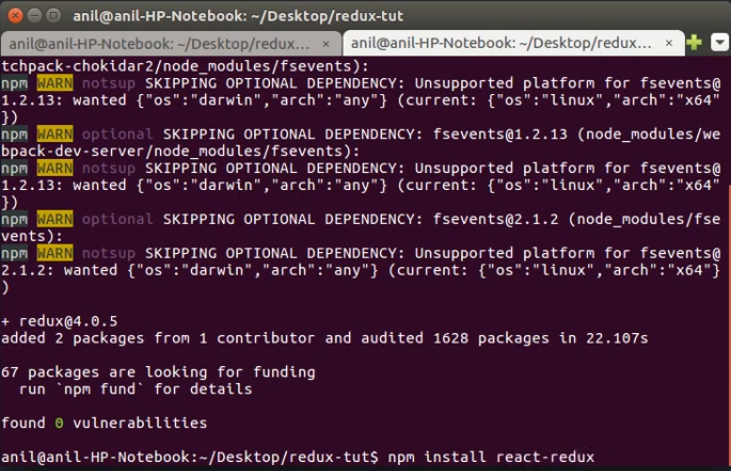 anil@anil-HP-Notebook: ~/Desktop/redux-tut
anil@anil-HP-Notebook: ~/Desktop/redux... × anil@anil-HP-Notebook: ~/Desktop/redux-... ×
tchpack-chokidar2/node_modules/fsevents):
npm WARN notsup SKIPPING OPTIONAL DEPENDENCY: Unsupported platform for fsevents@
1.2.13: wanted {"os":"darwin","arch":"any"} (current: {"os":"linux","arch":"x64"
})
npm WARN optional SKIPPING OPTIONAL DEPENDENCY: fsevents@1.2.13 (node_modules/we
bpack-dev-server/node_modules/fsevents):
npm WARN notsup SKIPPING OPTIONAL DEPENDENCY: Unsupported platform for fsevents@
1.2.13: wanted {"os":"darwin","arch":"any"} (current: {"os":"linux","arch":"x64"
})
npm WARN optional SKIPPING OPTIONAL DEPENDENCY: fsevents@2.1.2 (node_modules/fse
vents):
npm WARN notsup SKIPPING OPTIONAL DEPENDENCY: Unsupported platform for fsevents@
2.1.2: wanted {"os":"darwin","arch":"any"} (current: {"os":"linux","arch":"x64"}
)
+ redux@4.0.5
added 2 packages from 1 contributor and audited 1628 packages in 22.107s
67 packages are looking for funding
run `npm fund` for details
found 0 vulnerabilities
anil@anil-HP-Notebook:~/Desktop/redux-tut$ npm install react-redux